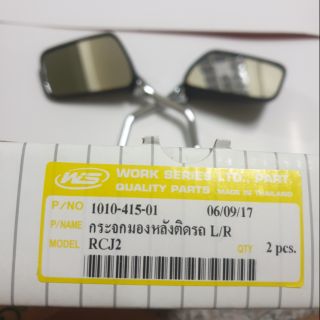 WS WORK SERIES LTD., PART.
QUALITY PARTS MADE IN THAILAND
P/NO 1010-415-01 06/09/17
P/NAME กระจกมองหลังติดรถ L/R
MODEL RCJ2 QTY 2 pcs.